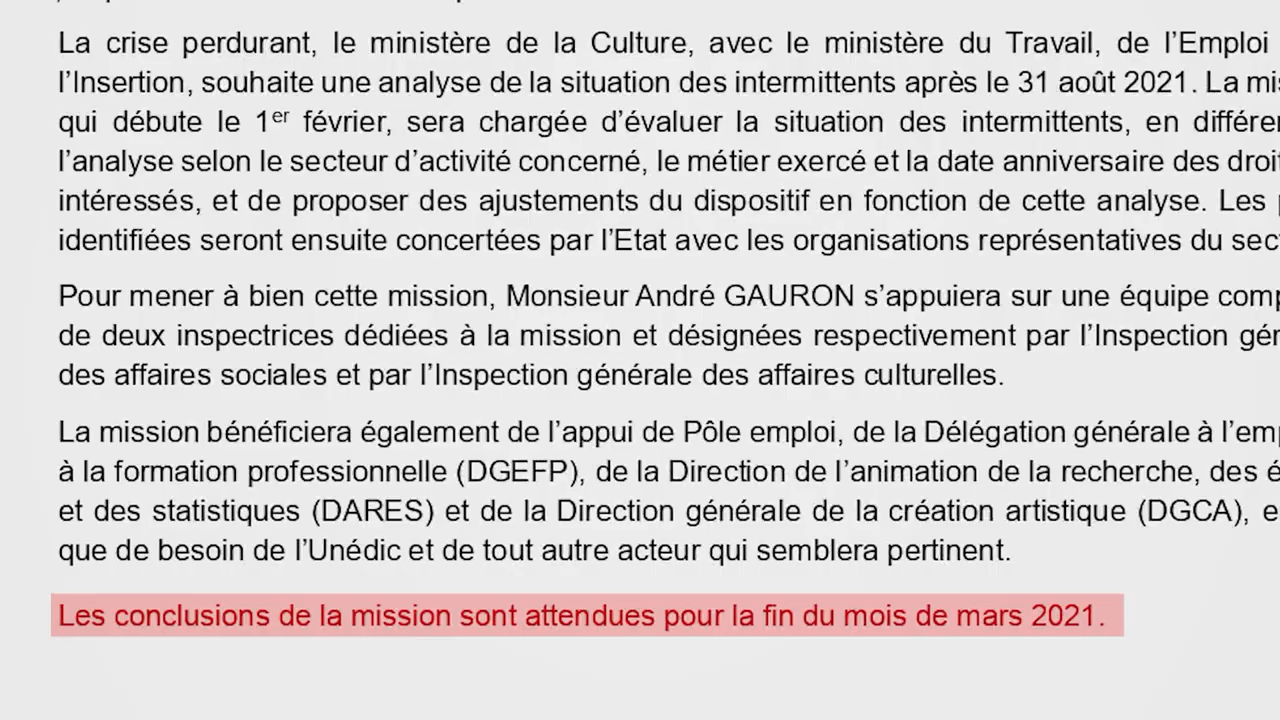 La crise perdurant, le ministère de la Culture, avec le ministère du Travail, de l’Emploi
l’Insertion, souhaite une analyse de la situation des intermittents après le 31 août 2021. La
qui débute le 1er février, sera chargée d’évaluer la situation des intermittents, en
l’analyse selon le secteur d’activité concerné, le métier exercé et la date anniversaire des
intéressés, et de proposer des ajustements du dispositif en fonction de cette analyse. Les
identifiées seront ensuite concertées par l’Etat avec les organisations représentatives du
Pour mener à bien cette mission, Monsieur André GAURON s’appuiera sur une équipe
de deux inspectrices dédiées à la mission et désignées respectivement par l’Inspection
des affaires sociales et par l’Inspection générale des affaires culturelles.
La mission bénéficiera également de l’appui de Pôle emploi, de la Délégation générale à
à la formation professionnelle (DGEFP), de la Direction de l’animation de la recherche, des
et des statistiques (DARES) et de la Direction générale de la création artistique (DGCA),
que de besoin de l’Unédic et de tout autre acteur qui semblera pertinent.
Les conclusions de la mission sont attendues pour la fin du mois de mars 2021.